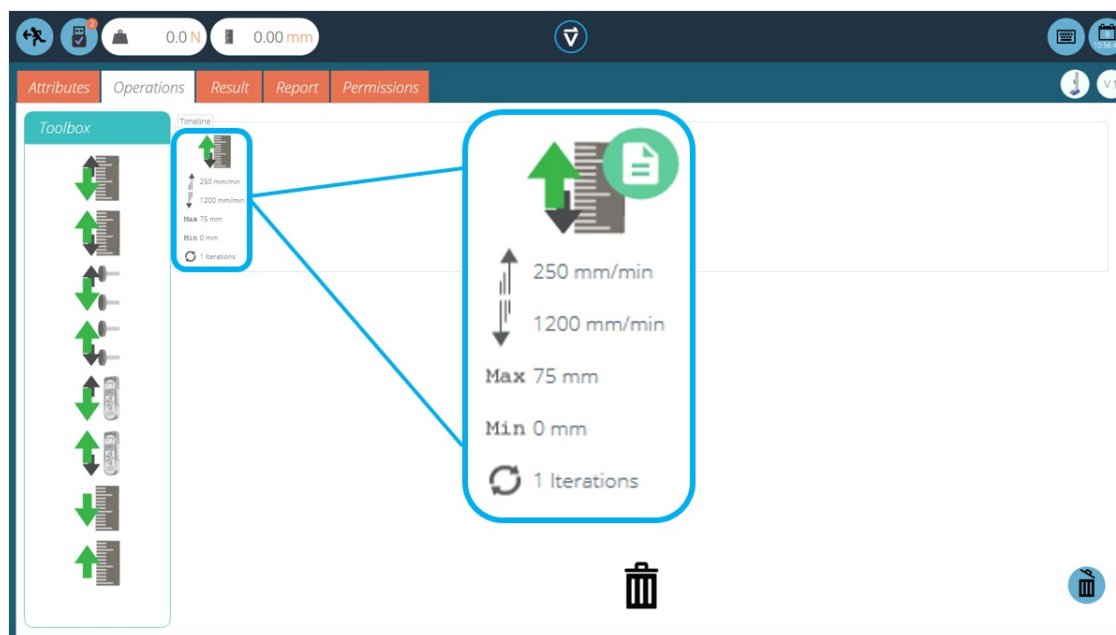 2
0.0 N
0.00 mm
9
Attributes
Operations
Result
Report
Permissions
Toolbox
Timeline
250 mm/min
1200 mm/min
Max 75 mm
Min 0 mm
1 Iterations
250 mm/min
1200 mm/min
Max 75 mm
Min 0 mm
1 Iterations